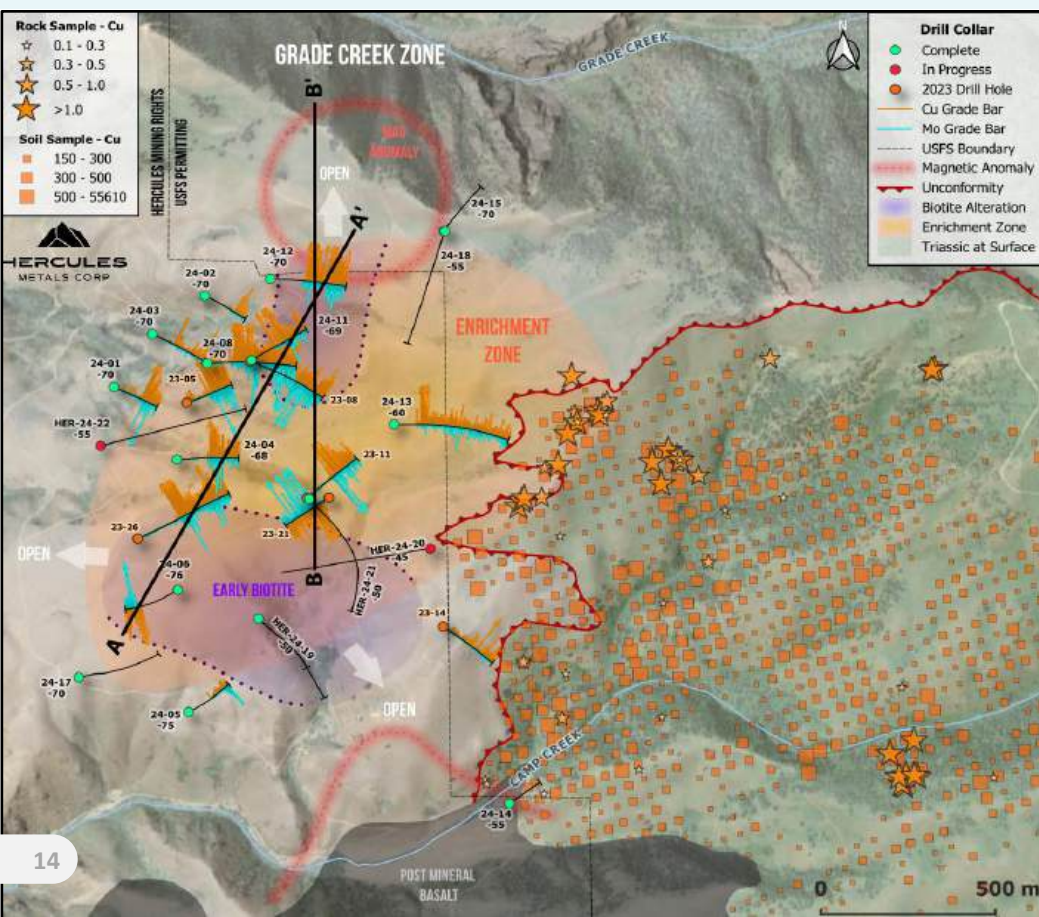 Rock Sample - Cu
0.1 - 0.3
0.3 - 0.5
0.5 - 1.0
>1.0
Soil Sample - Cu
150 - 300
300 - 500
500 - 55610
HERCULES MINING RIGHTS
USFS PERMITTING
HERCULES
METALS CORP
GRADE CREEK ZONE
GRADE CREEK
N
Drill Collar
Complete
In Progress
2023 Drill Hole
Cu Grade Bar
Mo Grade Bar
USFS Boundary
Magnetic Anomaly
Unconformity
Biotite Alteration
Enrichment Zone
Triassic at Surface
B'
MAG
ANOMALY
OPEN
A'
24-15
-70
24-18
-55
24-12
-70
24-02
-70
24-03
-70
24-11
-69
24-08
-70
ENRICHMENT
ZONE
24-01
-70
23-05
23-08
24-13
-60
HER-24-22
-55
24-04
-68
23-11
23-26
23-21
OPEN
HER-24-20
-45
24-06
-76
EARLY BIOTITE
B
HER-24-21
-50
23-14
HER-24-19
-50
A
24-17
-70
24-05
-75
OPEN
CAMP CREEK
24-14
-55
14
POST MINERAL
BASALT
0
500 m